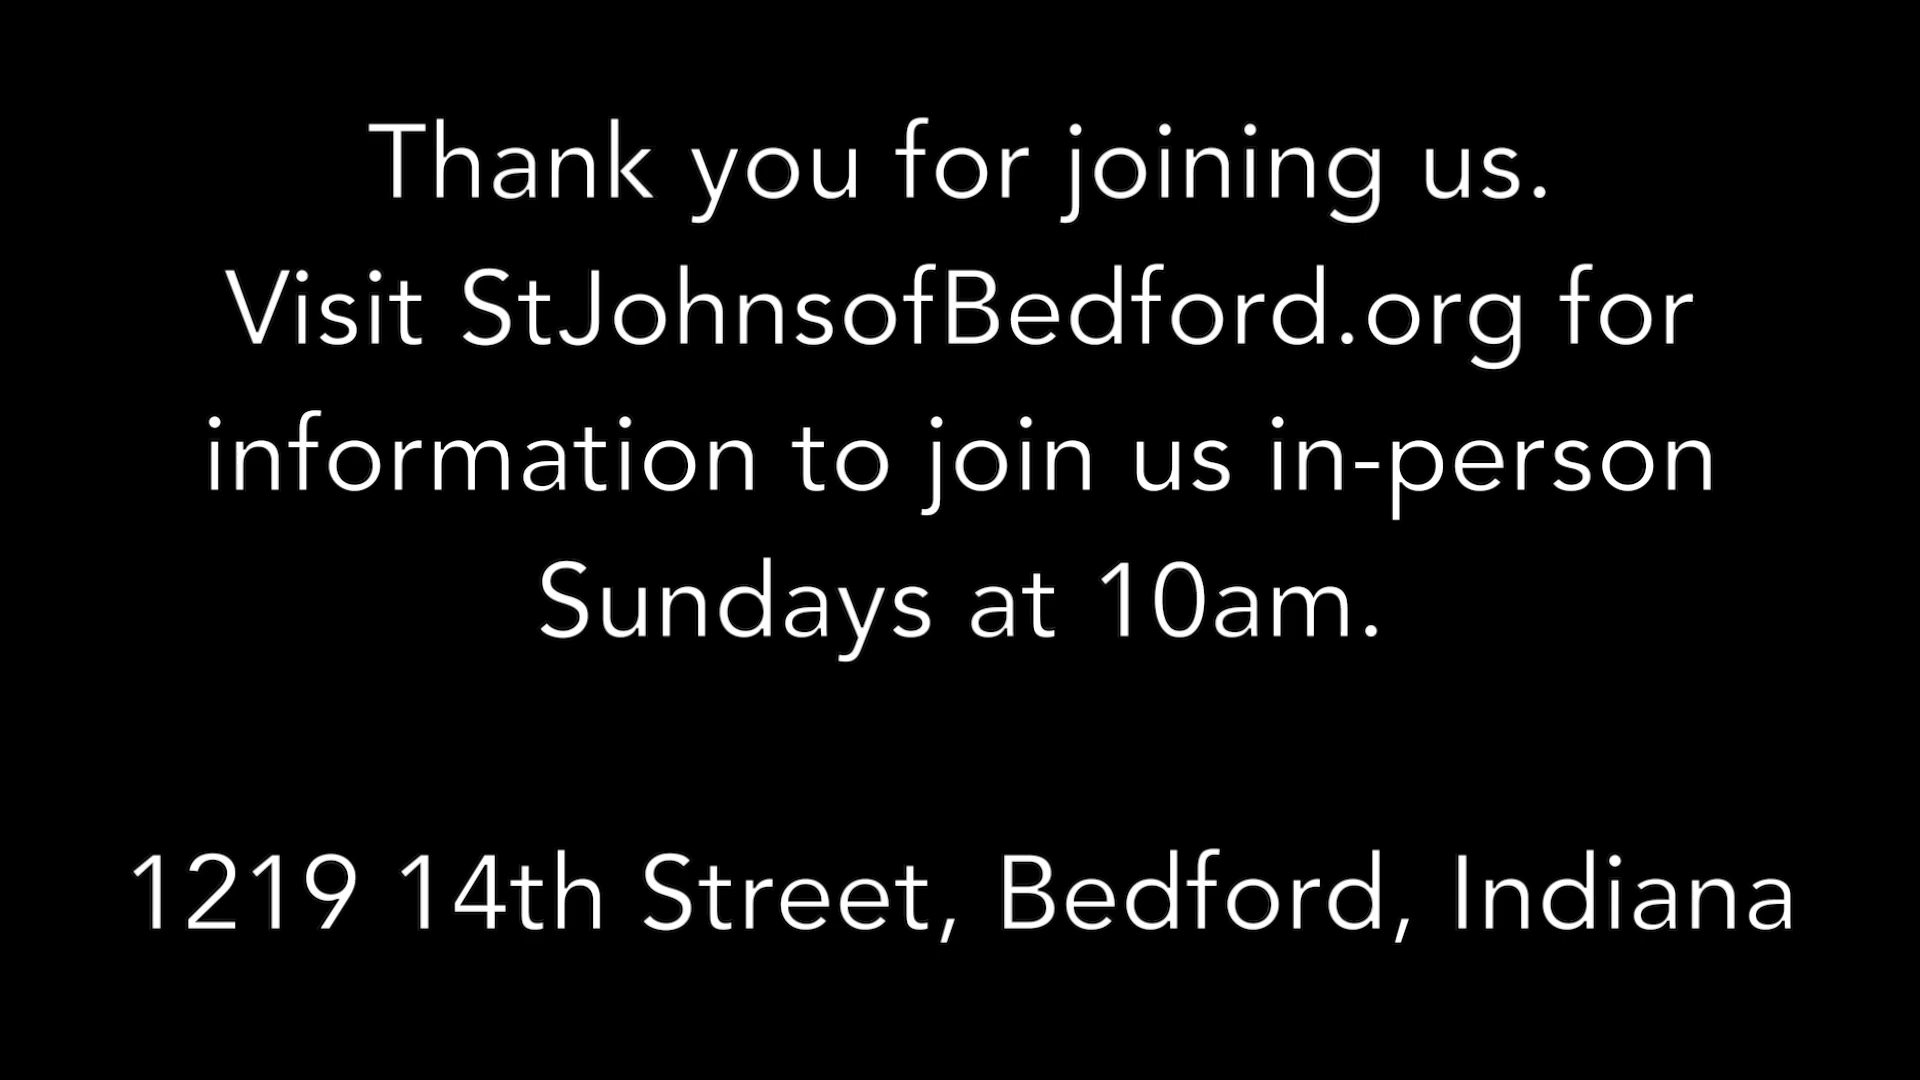 Thank you for joining us.
Visit StJohnsofBedford.org for
information to join us in-person
Sundays at 10am.
1219 14th Street, Bedford, Indiana